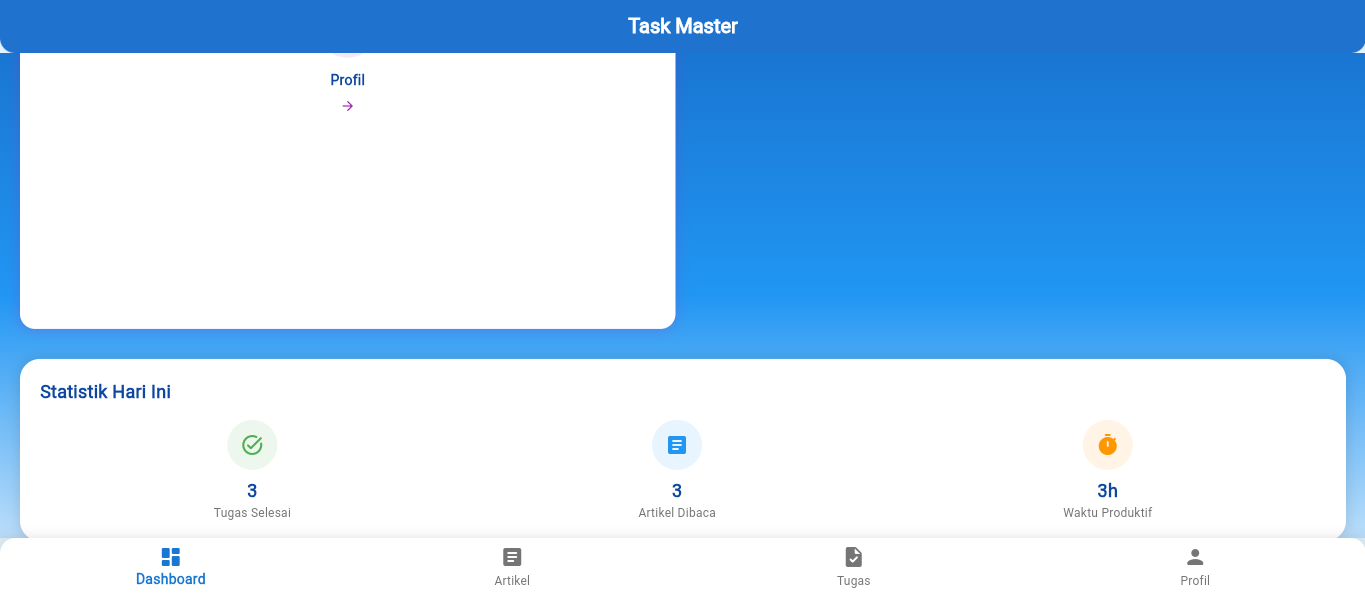 Task Master
Profil
Statistik Hari Ini
3
Tugas Selesai
3
Artikel Dibaca
3h
Waktu Produktif
Dashboard
Artikel
Tugas
Profil